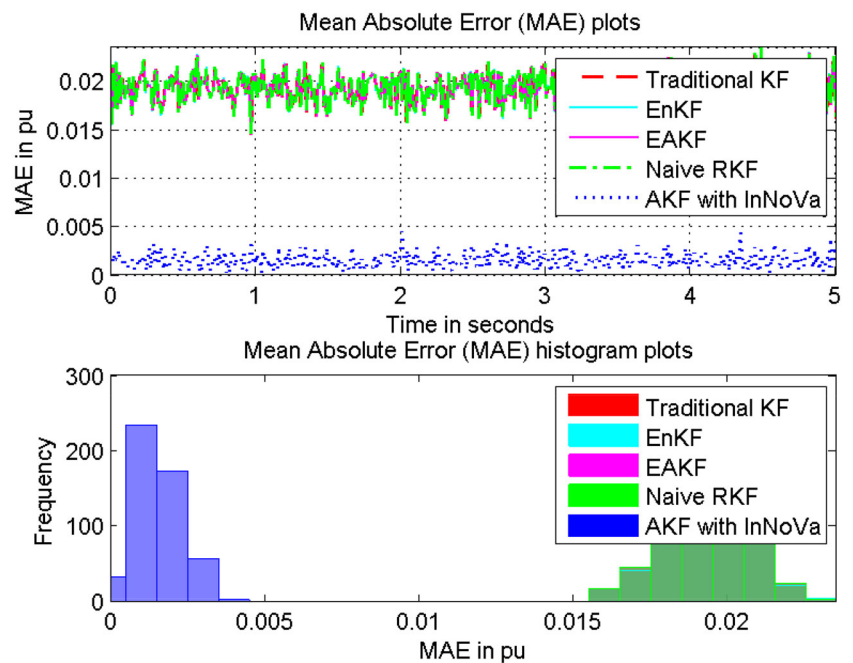 Mean Absolute Error (MAE) plots
MAE in pu
0.02
0.015
0.01
0.005
0
Traditional KF
EnKF
EAKF
Naive RKF
AKF with InNoVa
0 1 2 3 4 5
Time in seconds
Mean Absolute Error (MAE) histogram plots
Frequency
300
200
100
0
Traditional KF
EnKF
EAKF
Naive RKF
AKF with InNoVa
0 0.005 0.01 0.015 0.02
MAE in pu